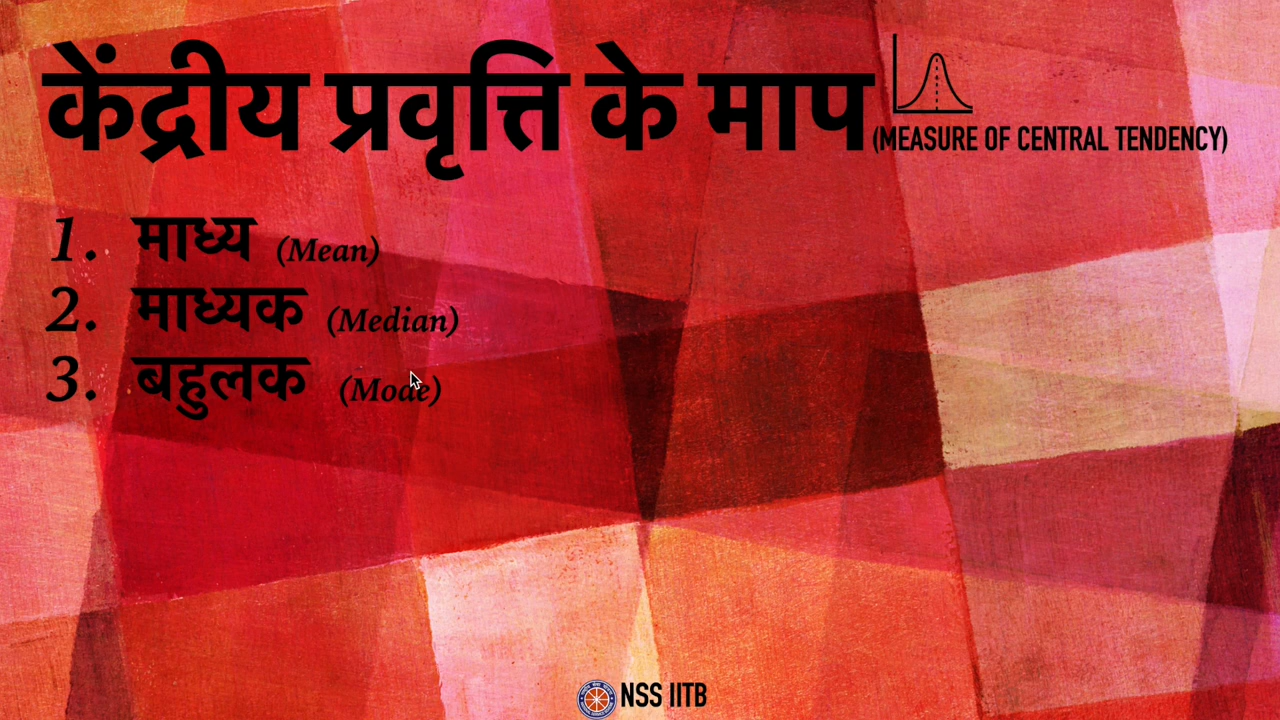 केंद्रीय प्रवृत्ति के माप (MEASURE OF CENTRAL TENDENCY)
1. माध्य (Mean)
2. माध्यक (Median)
3. बहुलक (Mode)
NSS IITB